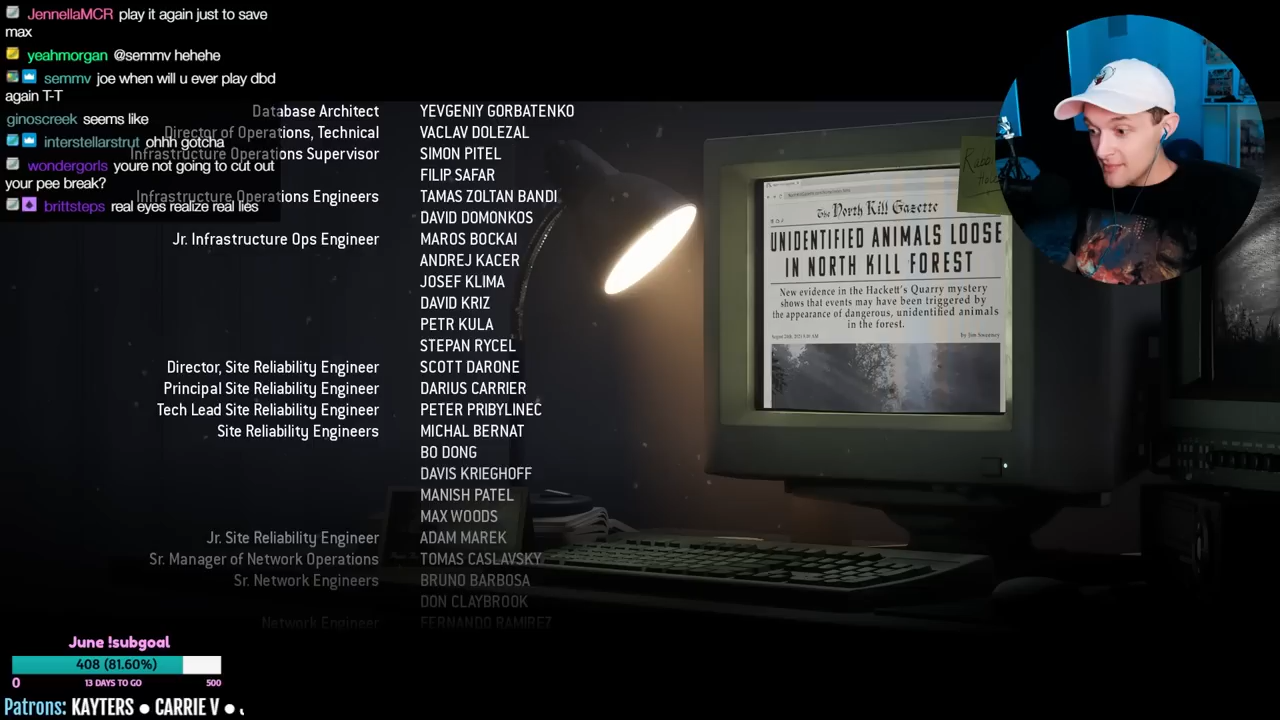 JennellaMCR play it again just to save
max
yeahmorgan @semmv hehehe
semmv joe when will u ever play dbd
again T-T
ginoscreek seems like
interstellarstrut ohhh gotcha
wondergorls youre not going to cut out
your pee break?
brittsteps real eyes realize real lies
Database Architect YEVGENIY GORBATENKO
Director of Operations, Technical VACLAV DOLEZAL
Infrastructure Operations Supervisor SIMON PITEL
FILIP SAFAR
Infrastructure Operations Engineers TAMAS ZOLTAN BANDI
DAVID DOMONKOS
Jr. Infrastructure Ops Engineer MAROS BOCKAI
ANDREJ KACER
JOSEF KLIMA
DAVID KRIZ
PETR KULA
STEPAN RYCEL
Director, Site Reliability Engineer SCOTT DARONE
Principal Site Reliability Engineer DARIUS CARRIER
Tech Lead Site Reliability Engineer PETER PRIBYLINEC
Site Reliability Engineers MICHAL BERNAT
BO DONG
DAVIS KRIEGHOFF
MANISH PATEL
MAX WOODS
Jr. Site Reliability Engineer ADAM MAREK
Sr. Manager of Network Operations TOMAS CASLAVSKY
Sr. Network Engineers BRUNO BARBOSA
DON CLAYBROOK
Network Engineer FERNANDO RAMIREZ
The North Kill Gazette
UNIDENTIFIED ANIMALS LOOSE
IN NORTH KILL FOREST
New evidence in the Hackett's Quarry mystery
shows that events may have been triggered by
the appearance of dangerous, unidentified animals
in the forest.
By Jim Sweeney
June !subgoal
408 (81.60%)
0 13 DAYS TO GO 500
Patrons: KAYTERS ● CARRIE V ●